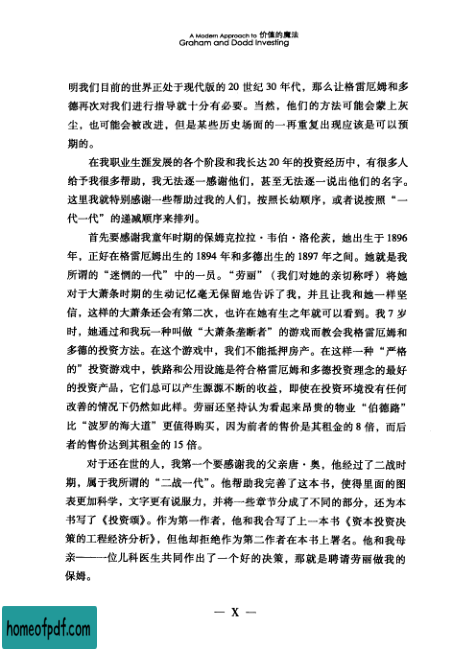 A Modern Approach to 价值的魔法
Graham and Dodd Investing
明我们目前的世界正处于现代版的 20 世纪 30 年代，那么让格雷厄姆和多
德再次对我们进行指导就十分有必要。当然，他们的方法可能会蒙上灰
尘，也可能会被改进，但是某些历史场面的一再重复出现应该是可以预
期的。
在我职业生涯发展的各个阶段和我长达 20 年的投资经历中，有很多人
给予我很多帮助，我无法逐一感谢他们，甚至无法逐一说出他们的名字。
这里我就特别感谢一些帮助过我的人们，按照长幼顺序，或者说按照“一
代一代”的递减顺序来排列。
首先要感谢我童年时期的保姆克拉拉·韦伯·洛伦茨，她出生于 1896
年，正好在格雷厄姆出生的 1894 年和多德出生的 1897 年之间。她就是我
所谓的“迷惘的一代”中的一员。“劳丽”（我们对她的亲切称呼）将她
对于大萧条时期的生动记忆毫无保留地告诉了我，并且让我和她一样坚
信，这样的大萧条还会有第二次，也许在她有生之年就可以看到。我 7 岁
时，她通过和我玩一种叫做“大萧条垄断者”的游戏而教会我格雷厄姆和
多德的投资方法。在这个游戏中，我们不能抵押房产。在这样一种“严格
的”投资游戏中，铁路和公用设施是符合格雷厄姆和多德投资理念的最好
的投资产品，它们总可以产生源源不断的收益，即使在投资环境没有任何
改善的情况下仍然如此样。劳丽还坚持认为看起来昂贵的物业“伯德路”
比“波罗的海大道”更值得购买，因为前者的售价是其租金的 8 倍，而后
者的售价达到其租金的 15 倍。
对于还在世的人，我第一个要感谢我的父亲唐·奥，他经过了二战时
期，属于我所谓的“二战一代”。他帮助我完善了这本书，使得里面的图
表更加科学，文字更有说服力，并将一些章节分成了不同的部分，还为本
书写了《投资颂》。作为第一作者，他和我合写了上一本书《资本投资决
策的工程经济分析》，但他却拒绝作为第二作者在本书上署名。他和我母
亲——一位儿科医生共同作出了一个好的决策，那就是聘请劳丽做我的
保姆。
— X —
homeofpdf.com